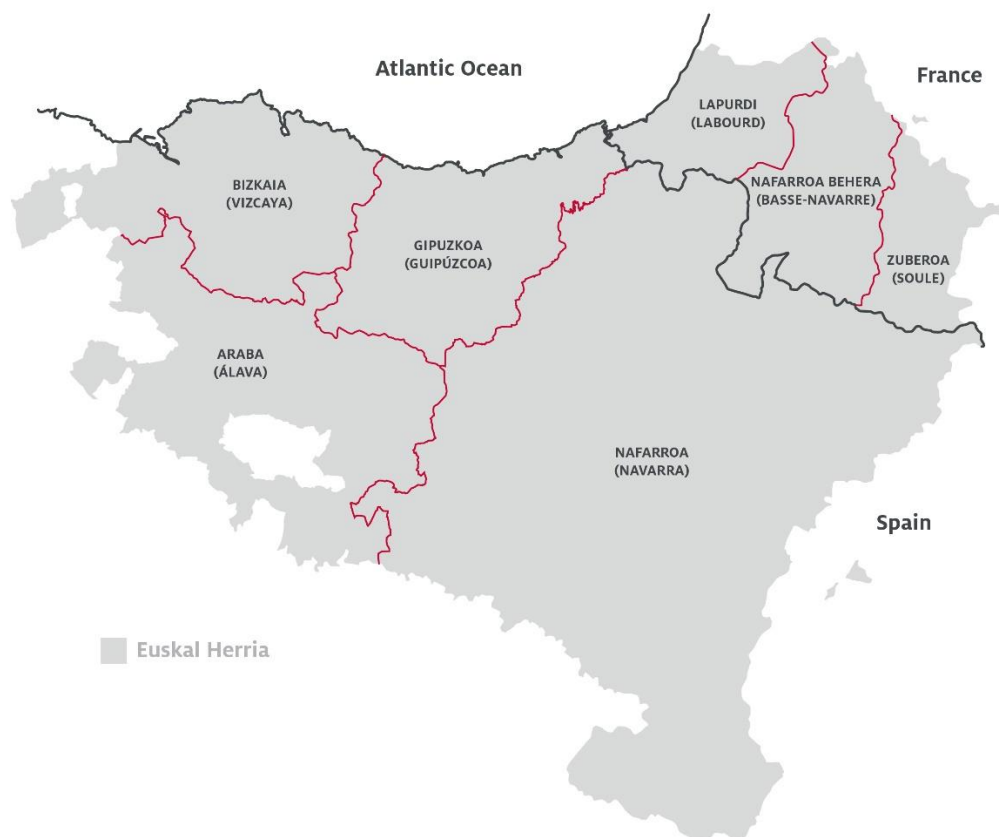 Atlantic Ocean
France
LAPURDI
(LABOURD)
BIZKAIA
(VIZCAYA)
NAFARROA BEHERA
(BASSE-NAVARRE)
GIPUZKOA
(GUIPÚZCOA)
ZUBEROA
(SOULE)
ARABA
(ÁLAVA)
NAFARROA
(NAVARRA)
Spain
Euskal Herria